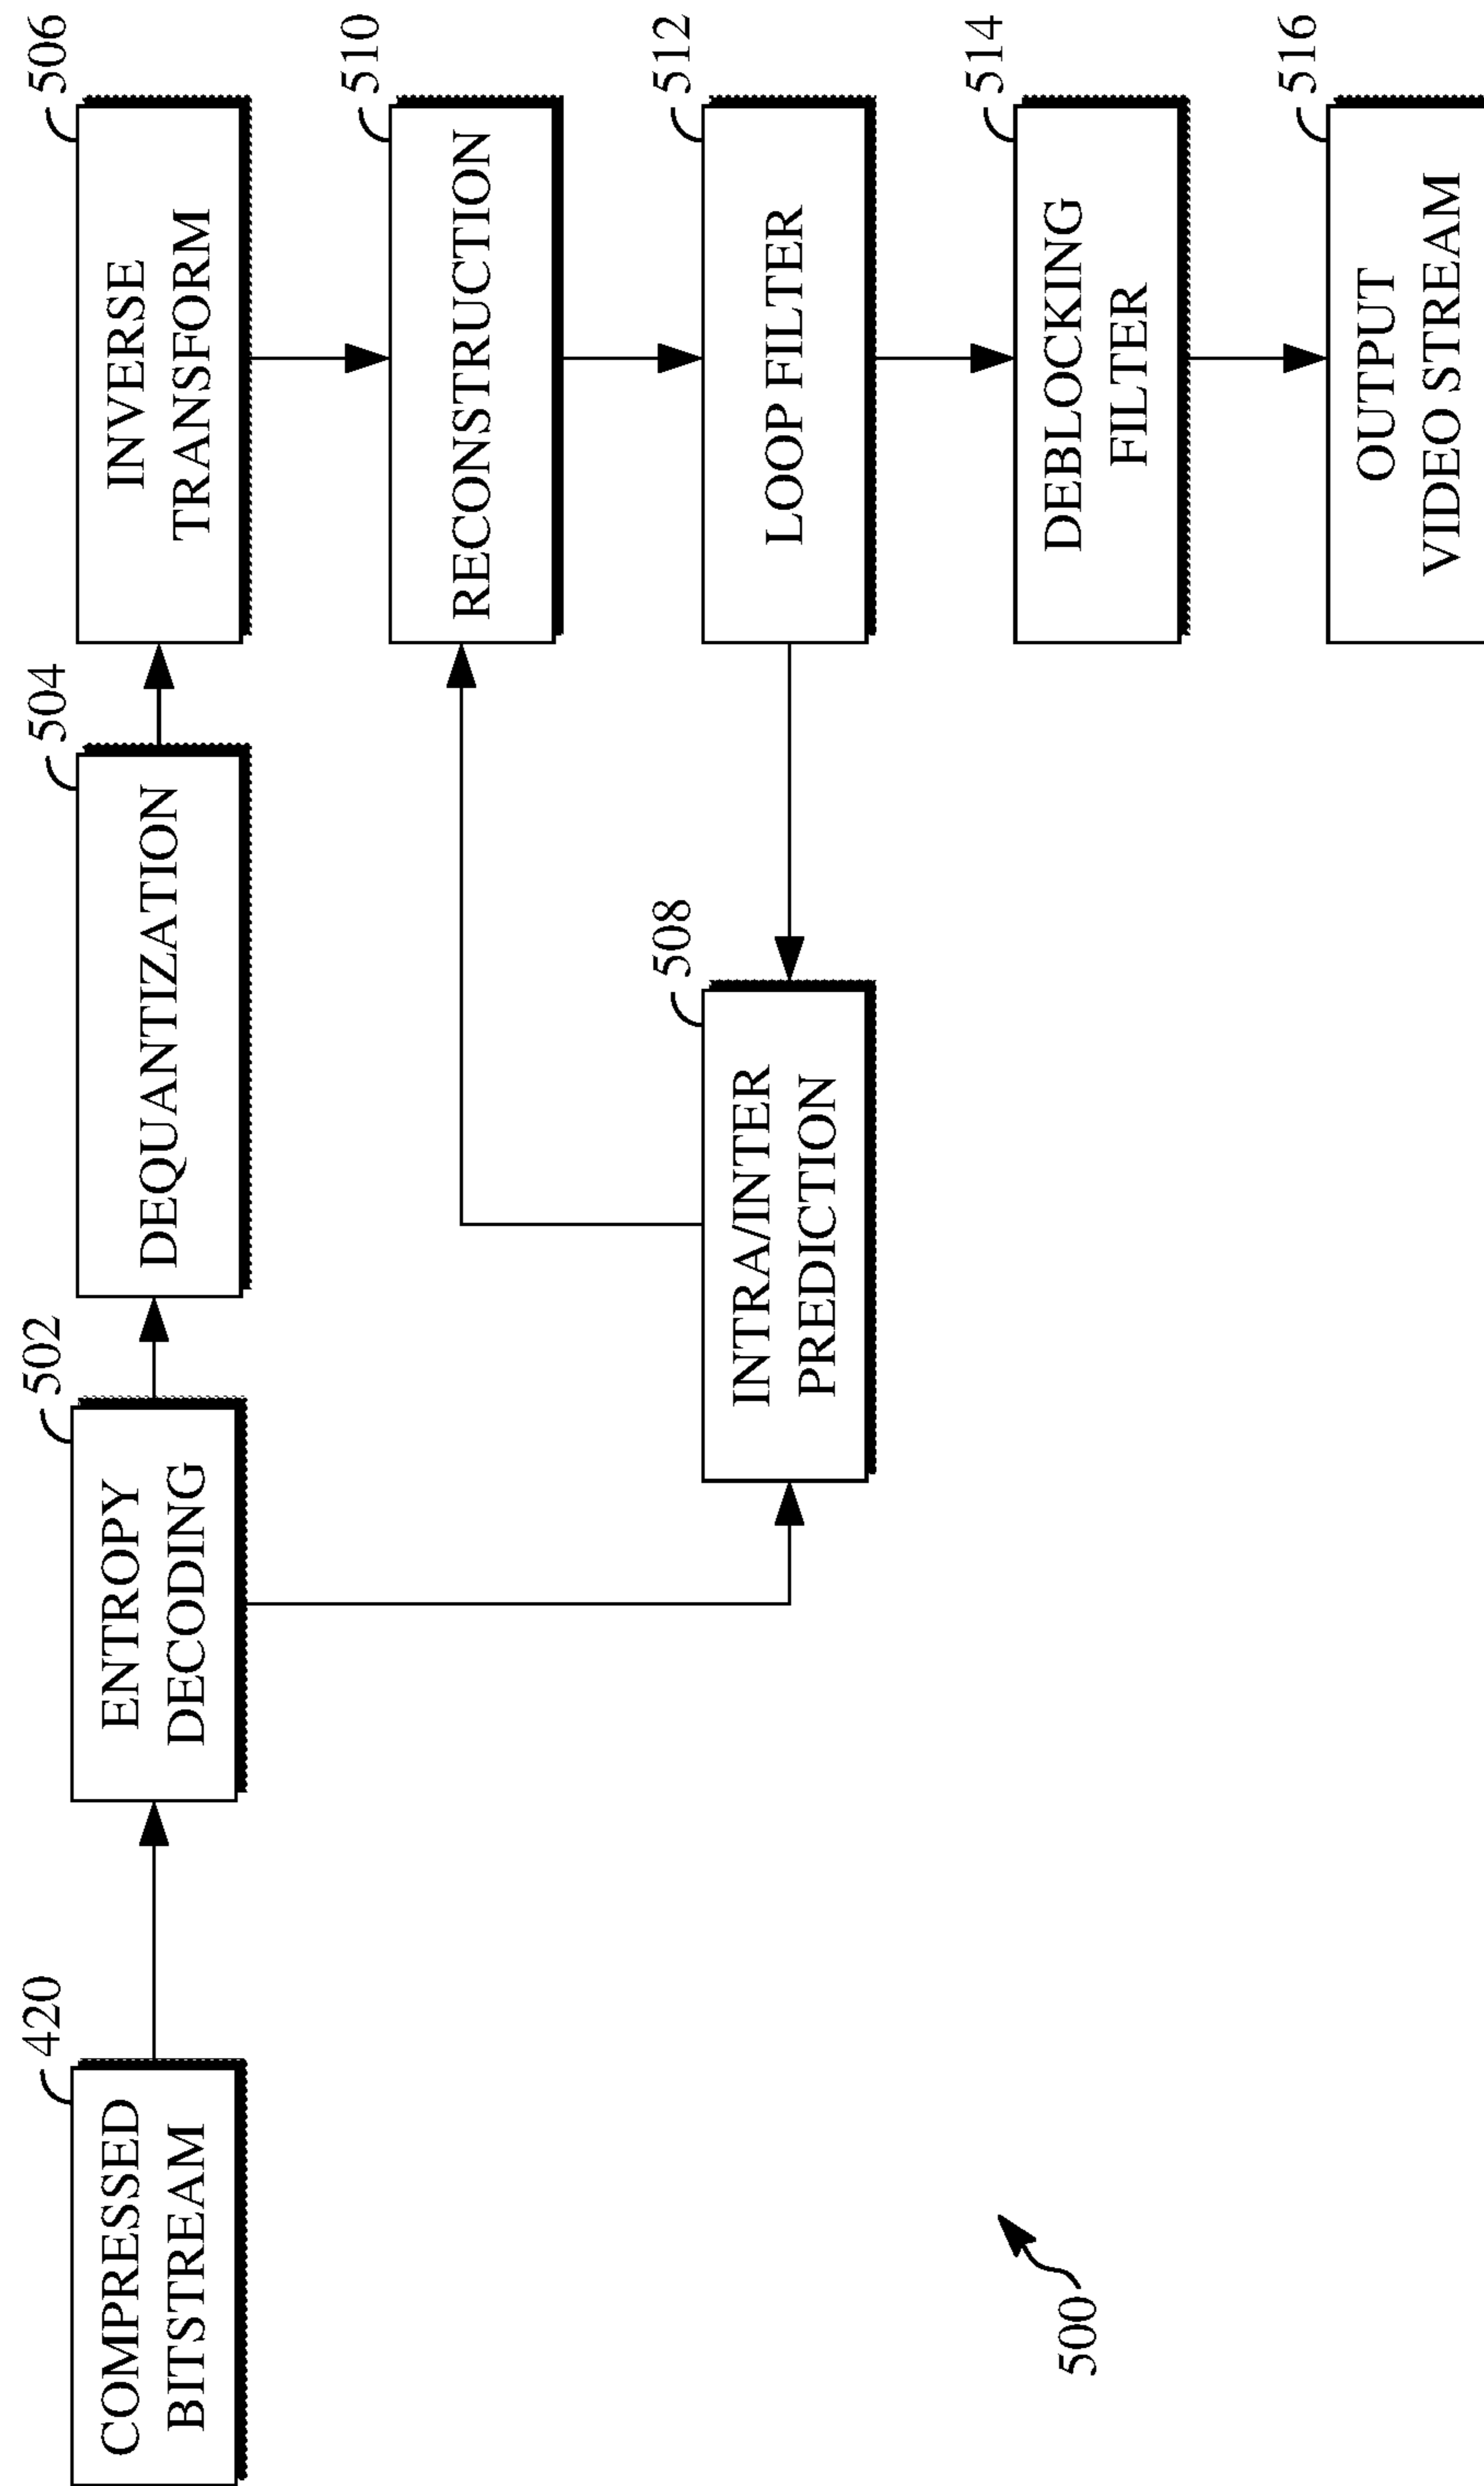 420
COMPRESSED
BITSTREAM
502
ENTROPY
DECODING
504
DEQUANTIZATION
506
INVERSE
TRANSFORM
508
INTRA/INTER
PREDICTION
510
RECONSTRUCTION
512
LOOP FILTER
514
DEBLOCKING
FILTER
516
OUTPUT
VIDEO STREAM
500